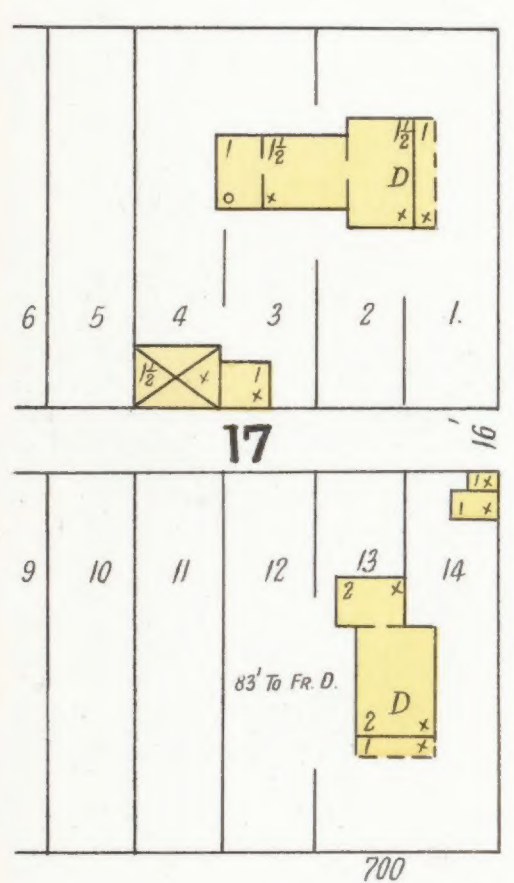 1 1½ 1½ 1
D
o x x x
6 5 4 3 2 1.
1½ x 1
x
17 16'
1 x
1 x
9 10 11 12 13 14
2 x
83' To Fr. D.
D
2 x
1 x
700